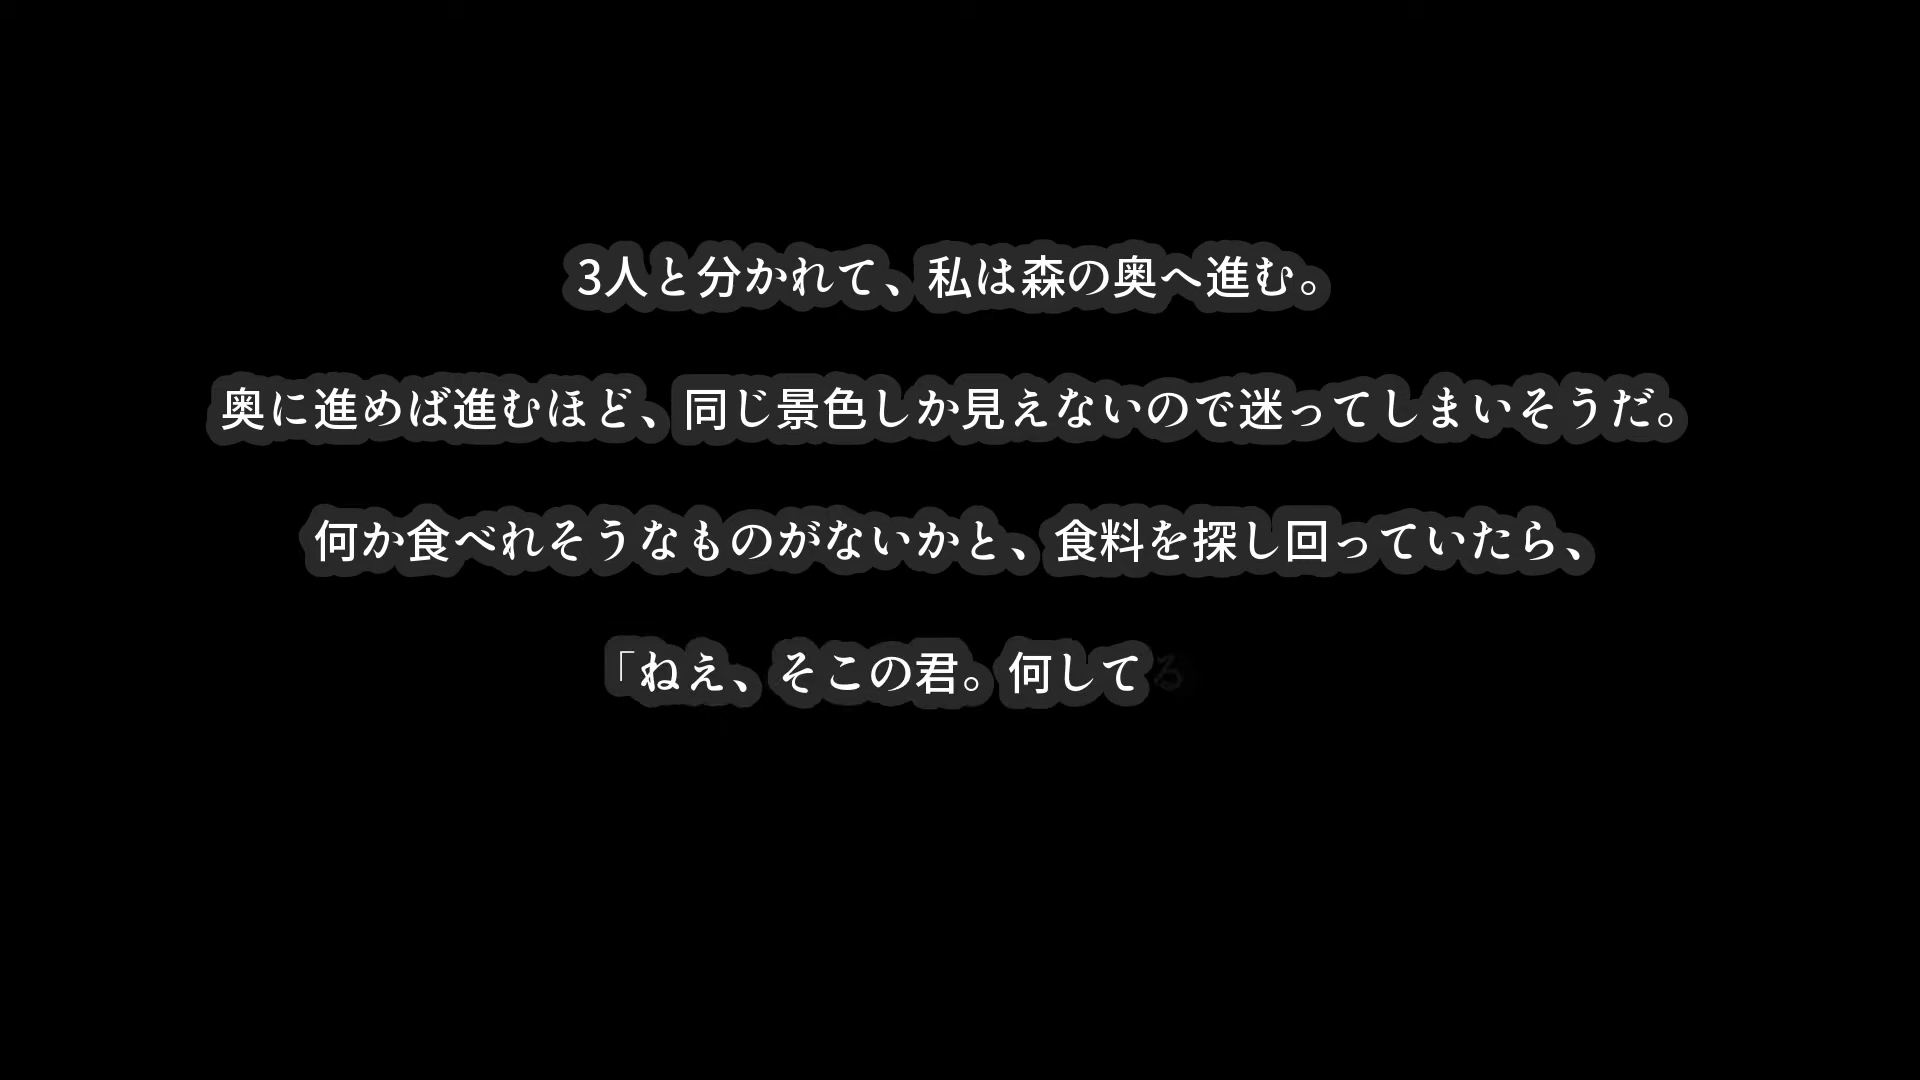 3人と分かれて、私は森の奥へ進む。
奥に進めば進むほど、同じ景色しか見えないので迷ってしまいそうだ。
何か食べれそうなものがないかと、食料を探し回っていたら、
「ねえ、そこの君。何してる